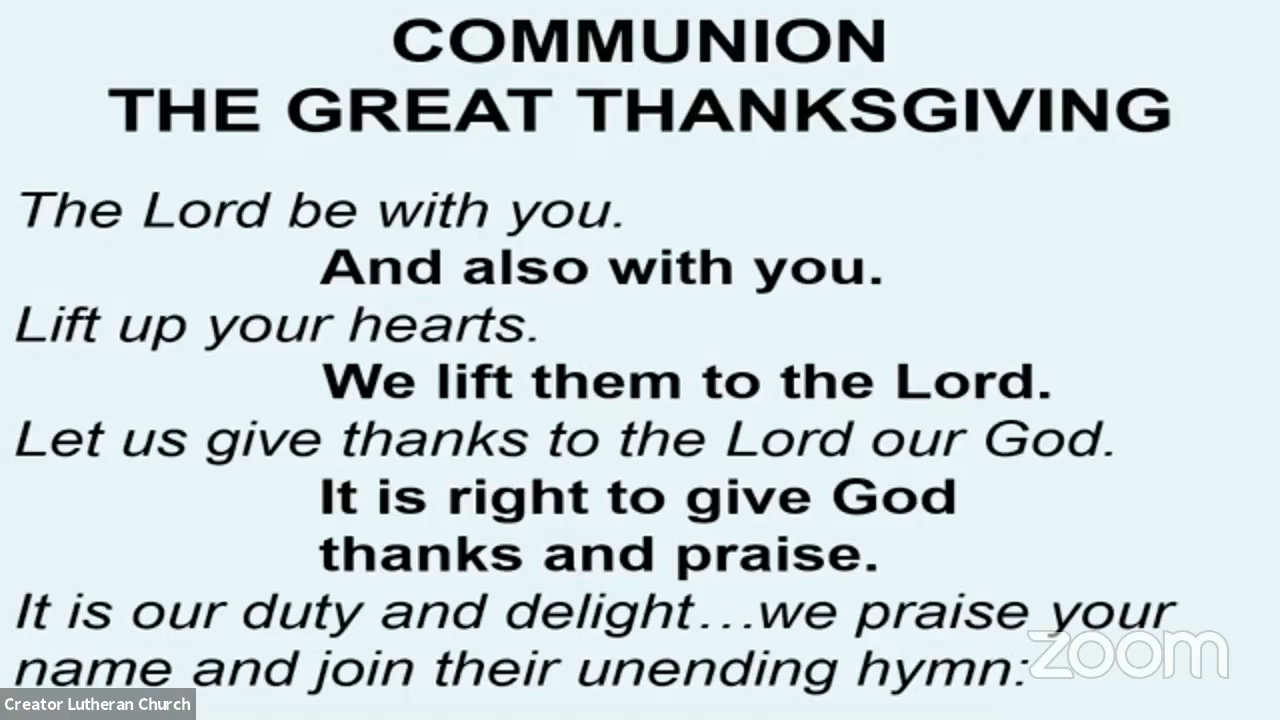 COMMUNION
THE GREAT THANKSGIVING
The Lord be with you.
And also with you.
Lift up your hearts.
We lift them to the Lord.
Let us give thanks to the Lord our God.
It is right to give God
thanks and praise.
It is our duty and delight…we praise your
name and join their unending hymn:
zoom
Creator Lutheran Church